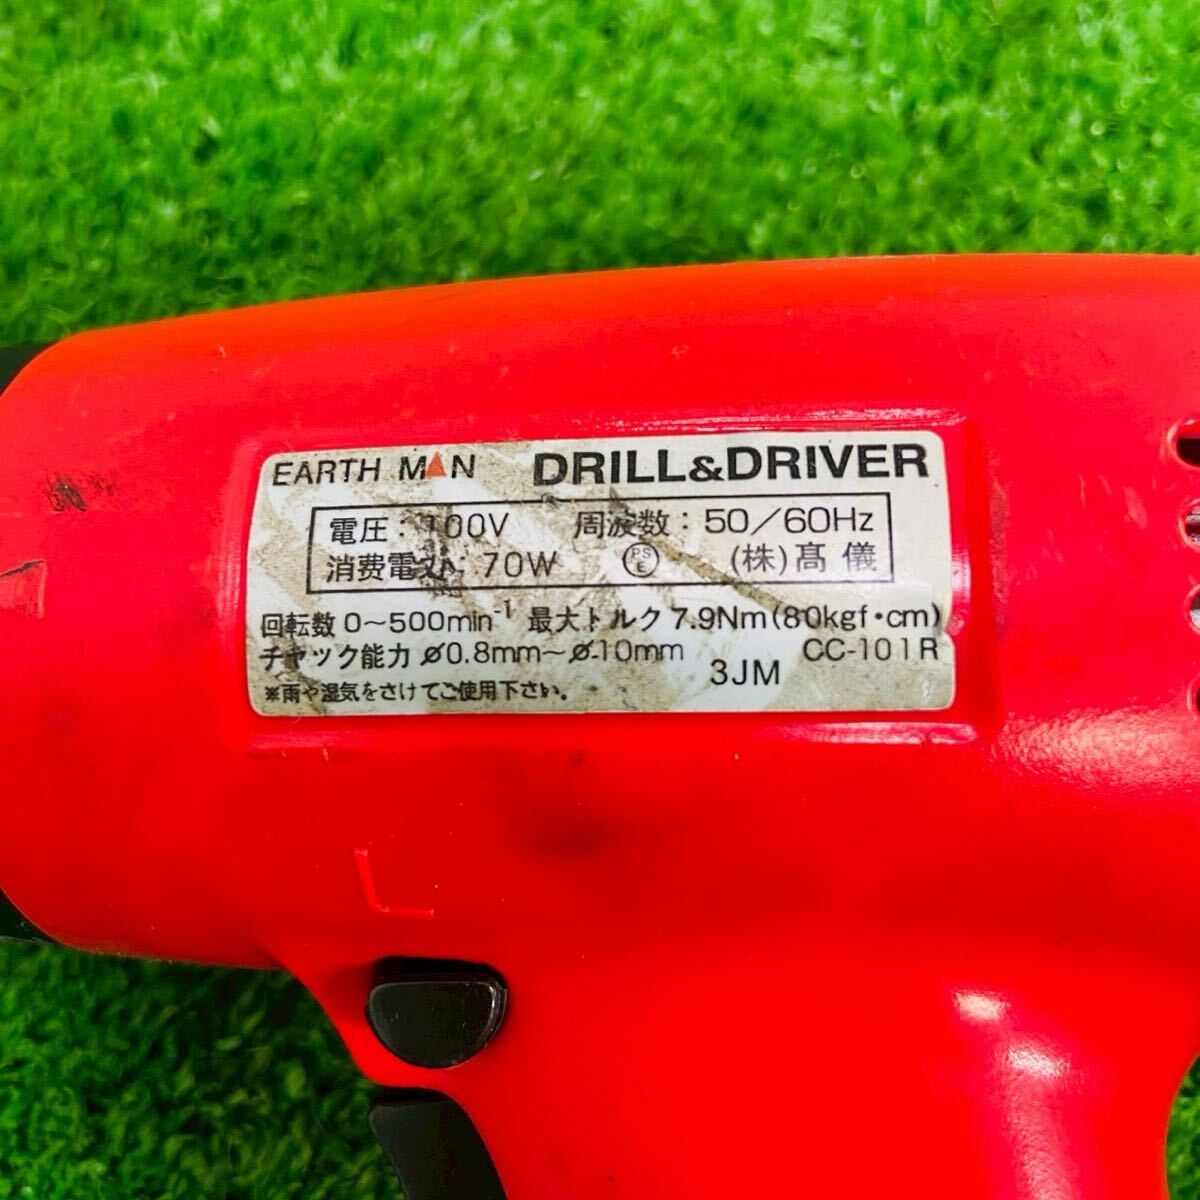 EARTH MAN DRILL&DRIVER
電圧：100V 周波数：50／60Hz
消費電力：70W PSE (株)髙儀
回転数 0～500min-1 最大トルク 7.9Nm(80kgf・cm)
チャック能力 ø0.8mm～ø10mm 3JM CC-101R
※雨や湿気をさけてご使用下さい。
L